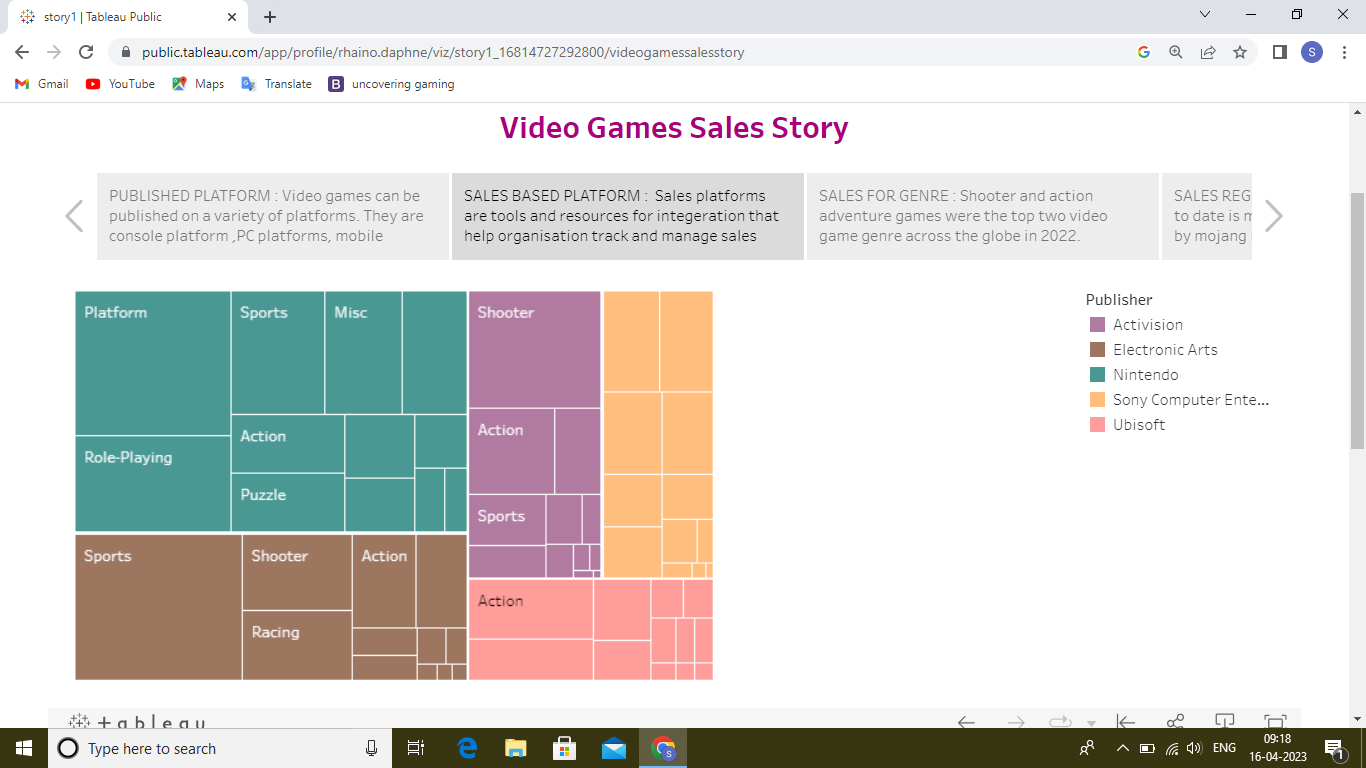 story1 | Tableau Public
public.tableau.com/app/profile/rhaino.daphne/viz/story1_16814727292800/videogamessalesstory
S
Gmail
YouTube
Maps
Translate
B
uncovering gaming
Video Games Sales Story
PUBLISHED PLATFORM : Video games can be
published on a variety of platforms. They are
console platform ,PC platforms, mobile
SALES BASED PLATFORM :  Sales platforms
are tools and resources for integeration that
help organisation track and manage sales
SALES FOR GENRE : Shooter and action
adventure games were the top two video
game genre across the globe in 2022.
SALES REG
to date is m
by mojang
Platform
Sports
Misc
Action
Role-Playing
Puzzle
Shooter
Action
Sports
Sports
Shooter
Action
Racing
Action
Publisher
Activision
Electronic Arts
Nintendo
Sony Computer Ente...
Ubisoft
+ableau
Type here to search
S
ENG
09:18
16-04-2023
1